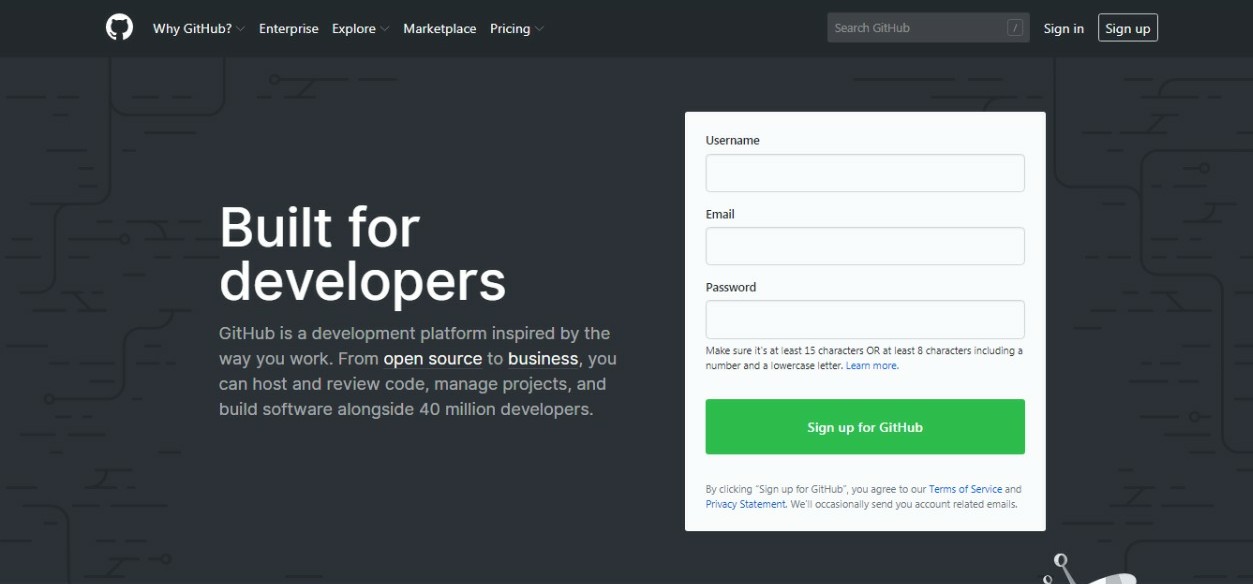 Why GitHub? Enterprise Explore Marketplace Pricing Search GitHub / Sign in Sign up
Built for
developers
GitHub is a development platform inspired by the
way you work. From open source to business, you
can host and review code, manage projects, and
build software alongside 40 million developers.
Username
Email
Password
Make sure it's at least 15 characters OR at least 8 characters including a
number and a lowercase letter. Learn more.
Sign up for GitHub
By clicking “Sign up for GitHub”, you agree to our Terms of Service and
Privacy Statement. We'll occasionally send you account related emails.